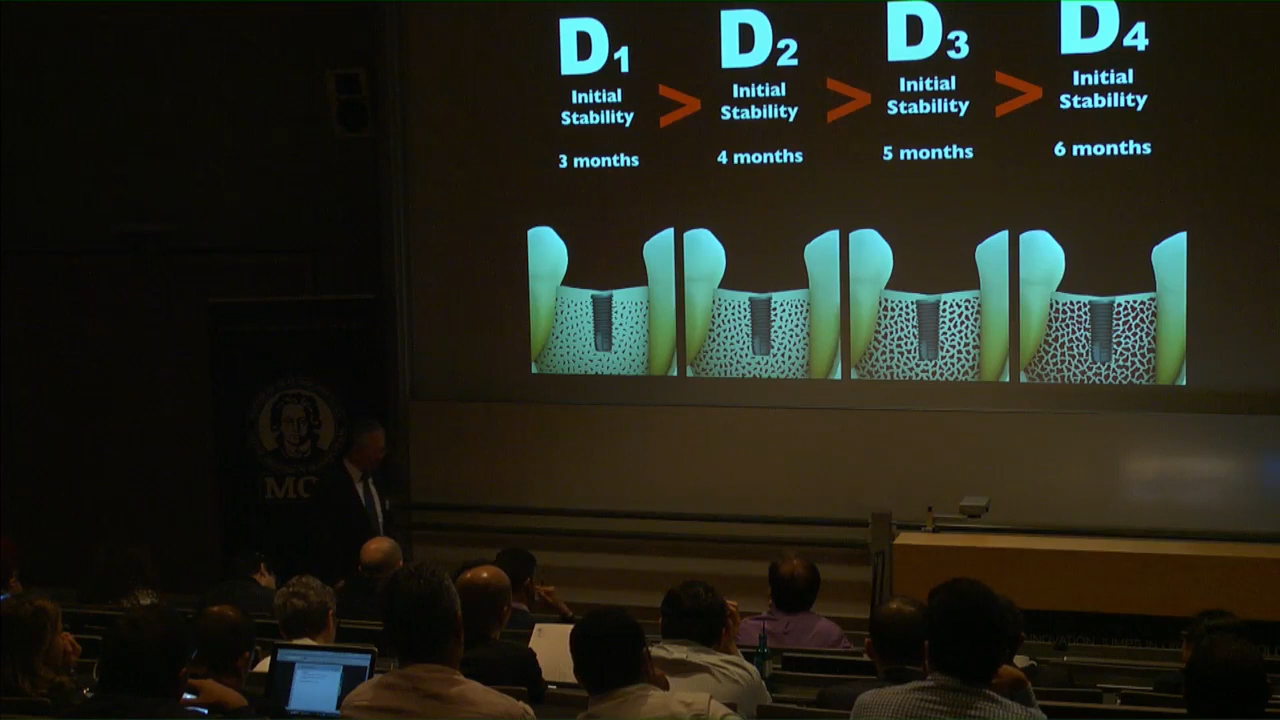 D1
Initial
Stability
3 months
>
D2
Initial
Stability
4 months
>
D3
Initial
Stability
5 months
>
D4
Initial
Stability
6 months